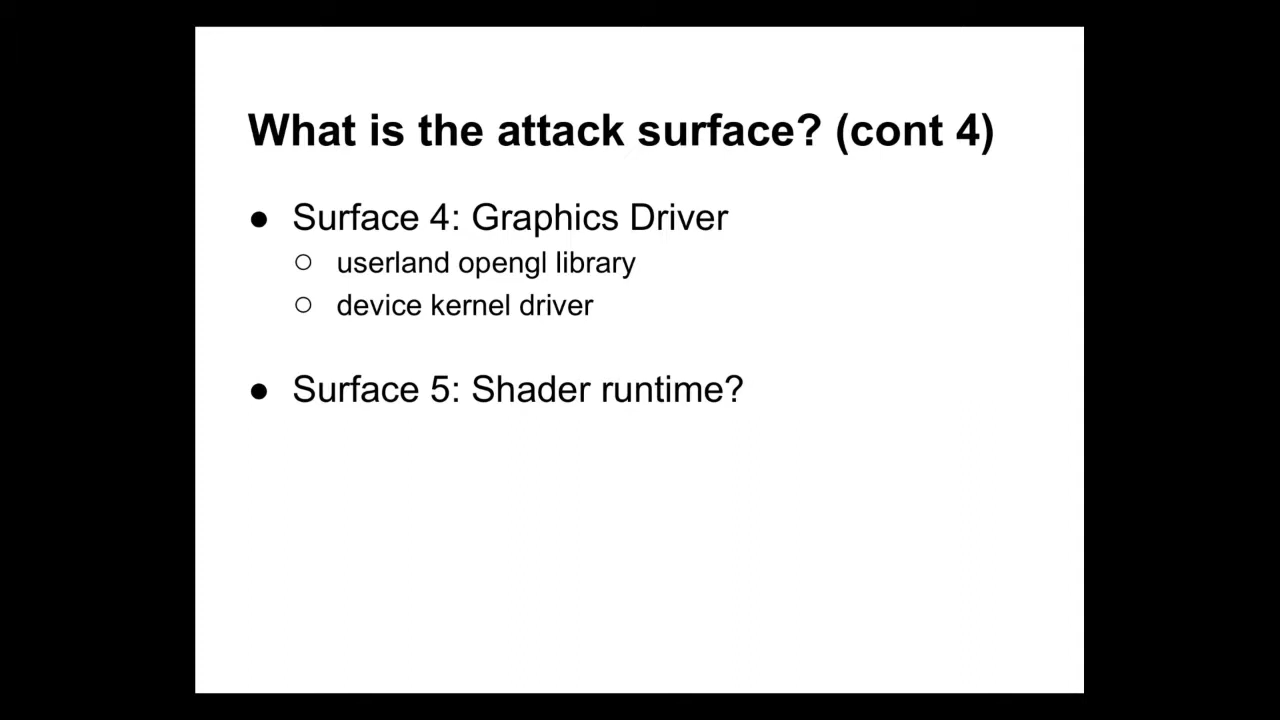 What is the attack surface? (cont 4)
● Surface 4: Graphics Driver
○ userland opengl library
○ device kernel driver
● Surface 5: Shader runtime?